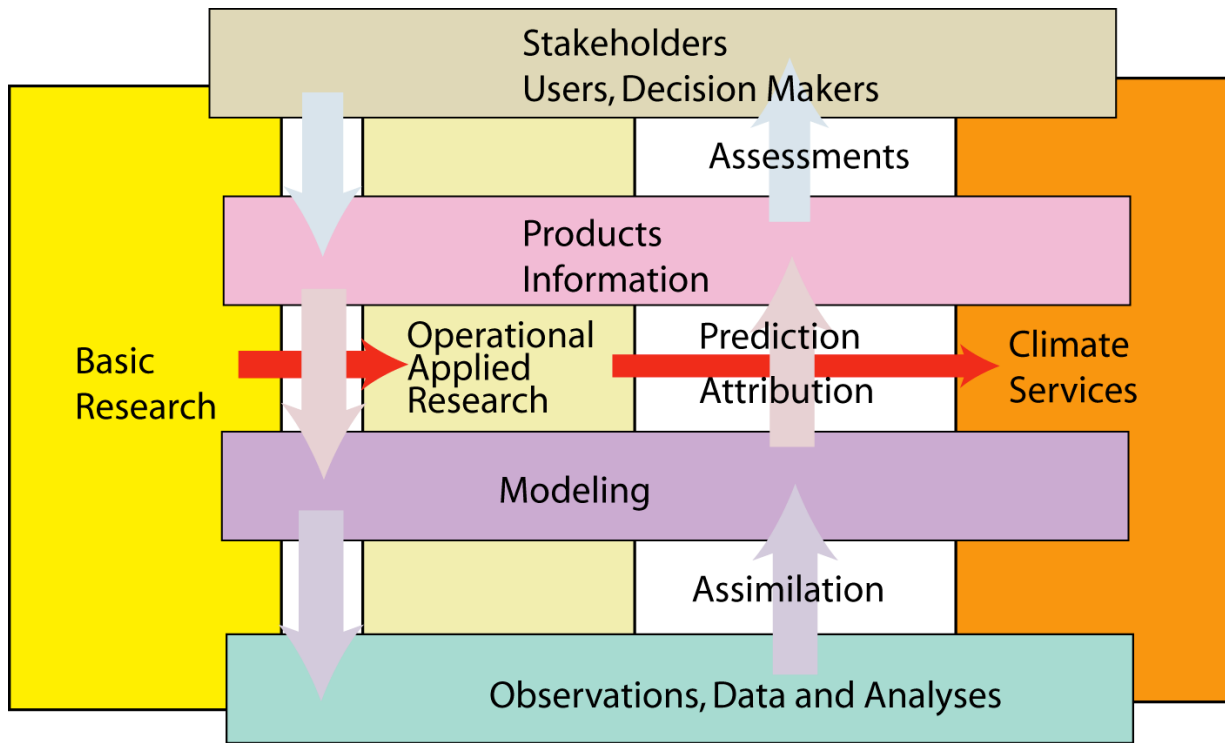 Stakeholders
Users, Decision Makers
Assessments
Products
Information
Basic
Research
Operational
Applied
Research
Prediction
Attribution
Climate
Services
Modeling
Assimilation
Observations, Data and Analyses